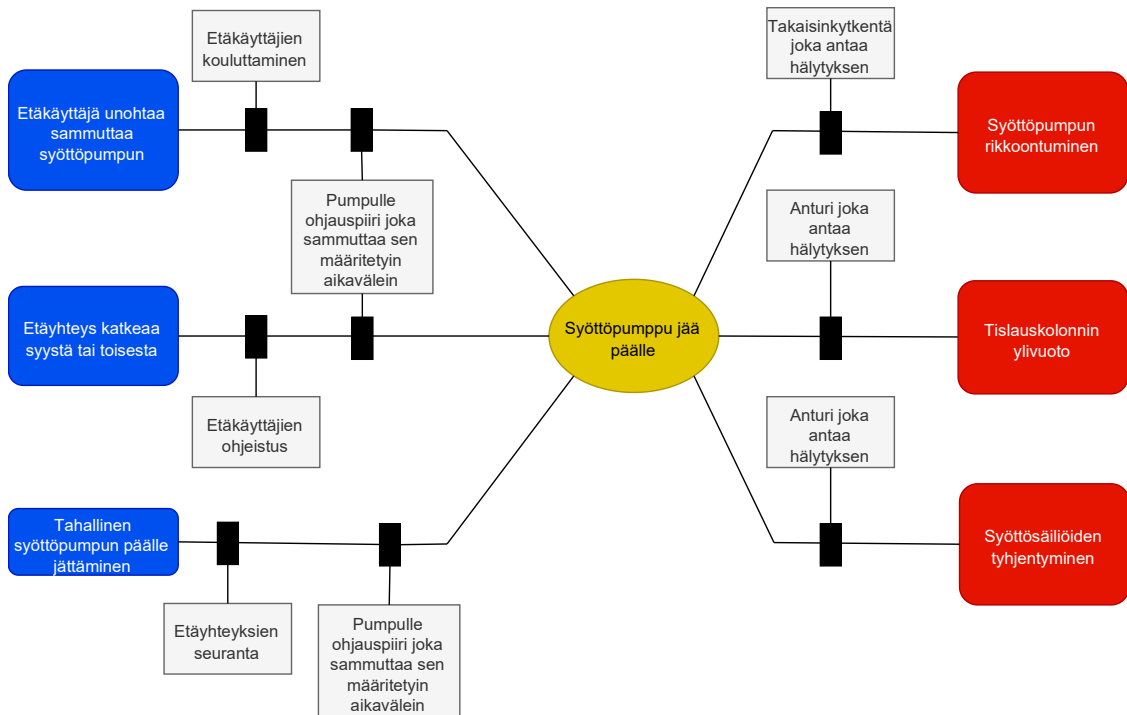 Etäkäyttäjien
kouluttaminen
Takaisinkytkentä
joka antaa
hälytyksen
Etäkäyttäjä unohtaa
sammuttaa
syöttöpumpun
Syöttöpumpun
rikkoontuminen
Pumpulle
ohjauspiiri joka
sammuttaa sen
määritetyin
aikavälein
Anturi joka
antaa
hälytyksen
Etäyhteys katkeaa
syystä tai toisesta
Syöttöpumppu jää
päälle
Tislauskolonnin
ylivuoto
Etäkäyttäjien
ohjeistus
Anturi joka
antaa
hälytyksen
Tahallinen
syöttöpumpun päälle
jättäminen
Syöttösäiliöiden
tyhjentyminen
Etäyhteyksien
seuranta
Pumpulle
ohjauspiiri joka
sammuttaa sen
määritetyin
aikavälein